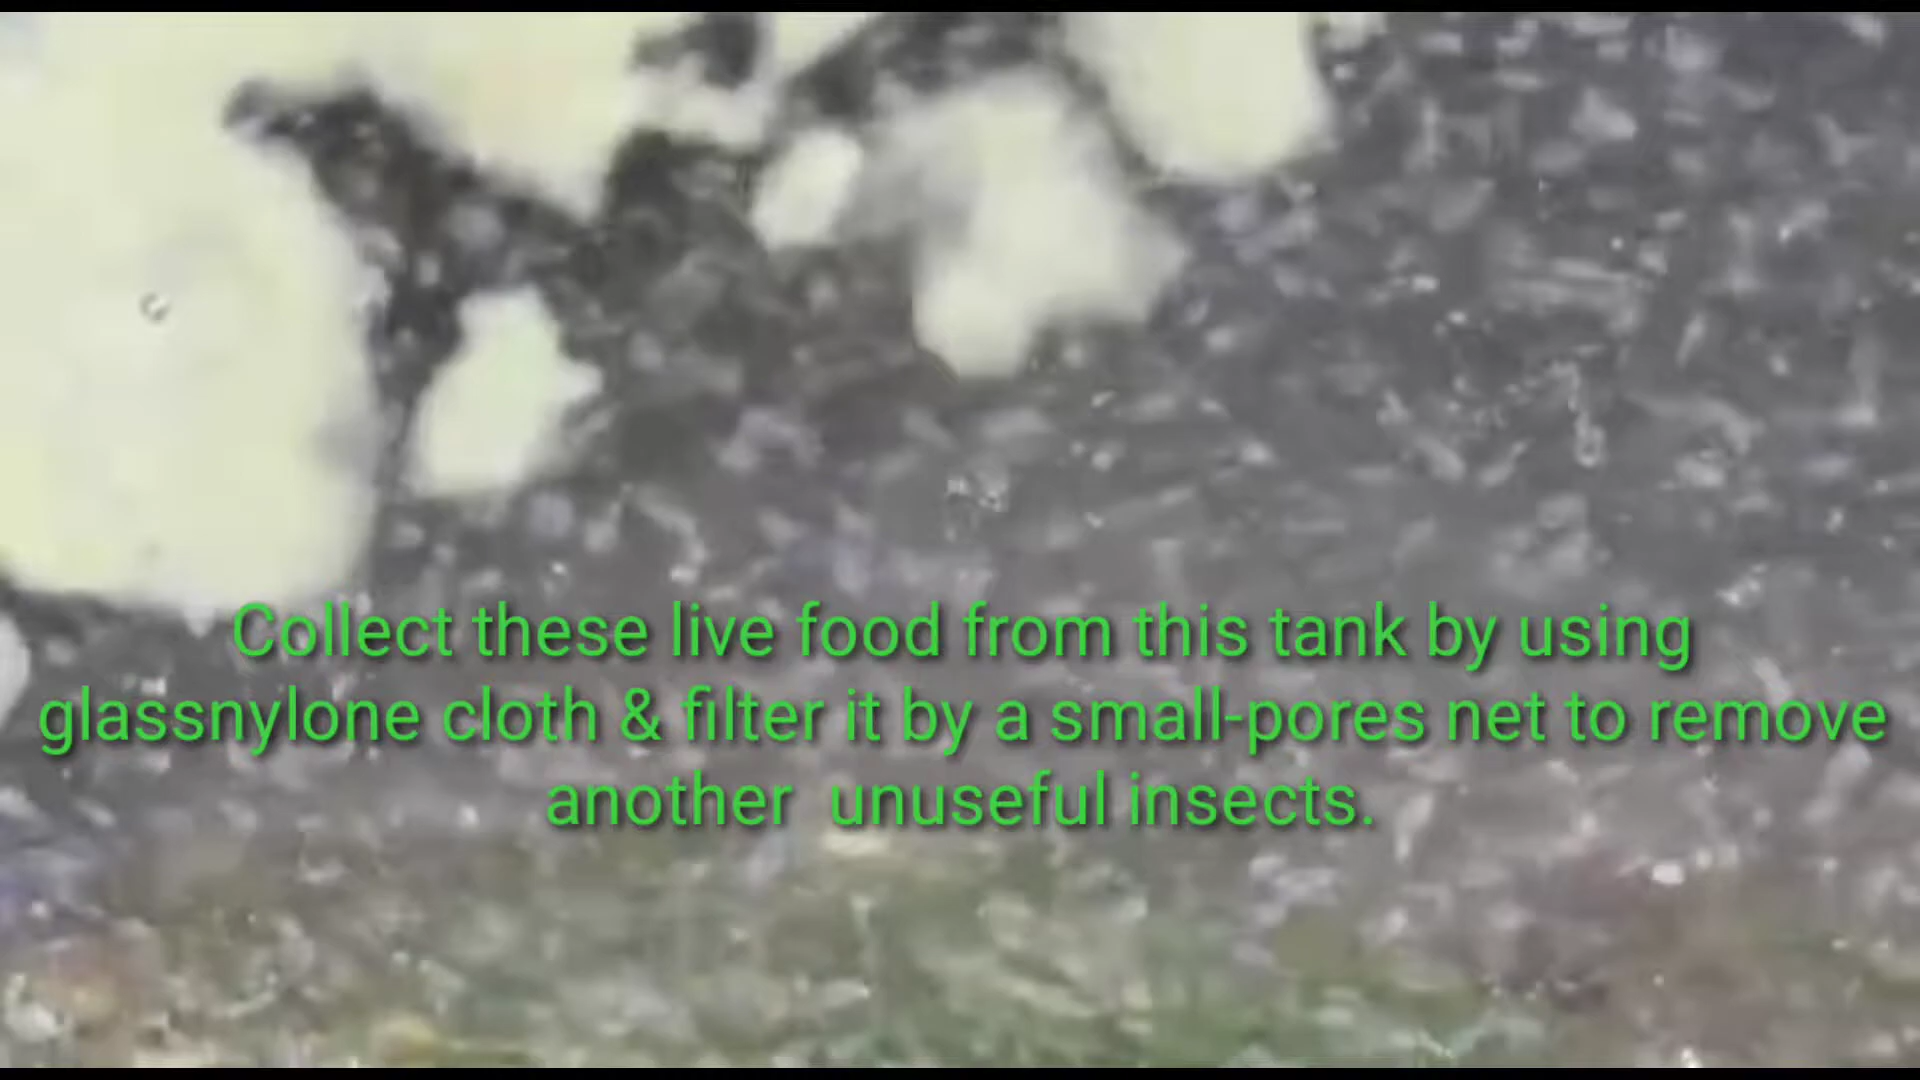 Collect these live food from this tank by using
glassnylone cloth & filter it by a small-pores net to remove
another  unuseful insects.